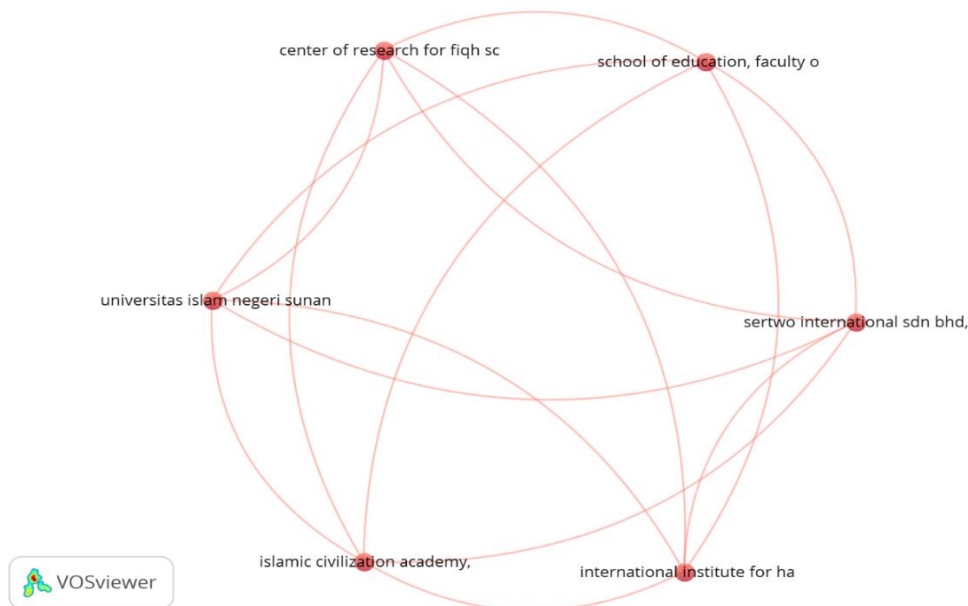 center of research for fiqh sc
school of education, faculty o
universitas islam negeri sunan
sertwo international sdn bhd,
islamic civilization academy,
international institute for ha
VOSviewer